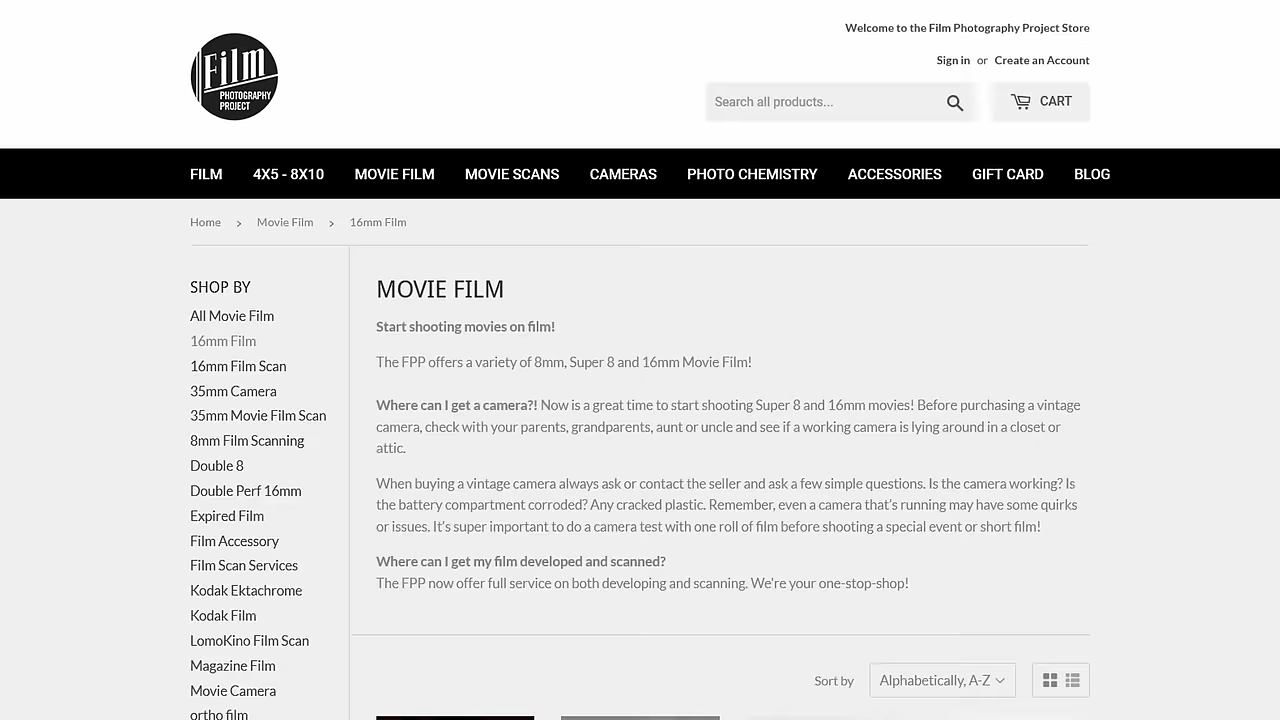 Film
PHOTOGRAPHY
PROJECT
Welcome to the Film Photography Project Store
Sign in or Create an Account
Search all products...
CART
FILM 4X5 - 8X10 MOVIE FILM MOVIE SCANS CAMERAS PHOTO CHEMISTRY ACCESSORIES GIFT CARD BLOG
Home › Movie Film › 16mm Film
SHOP BY
All Movie Film
16mm Film
16mm Film Scan
35mm Camera
35mm Movie Film Scan
8mm Film Scanning
Double 8
Double Perf 16mm
Expired Film
Film Accessory
Film Scan Services
Kodak Ektachrome
Kodak Film
LomoKino Film Scan
Magazine Film
Movie Camera
ortho film
MOVIE FILM
Start shooting movies on film!
The FPP offers a variety of 8mm, Super 8 and 16mm Movie Film!
Where can I get a camera?! Now is a great time to start shooting Super 8 and 16mm movies! Before purchasing a vintage
camera, check with your parents, grandparents, aunt or uncle and see if a working camera is lying around in a closet or
attic.
When buying a vintage camera always ask or contact the seller and ask a few simple questions. Is the camera working? Is
the battery compartment corroded? Any cracked plastic. Remember, even a camera that's running may have some quirks
or issues. It's super important to do a camera test with one roll of film before shooting a special event or short film!
Where can I get my film developed and scanned?
The FPP now offer full service on both developing and scanning. We're your one-stop-shop!
Sort by Alphabetically, A-Z